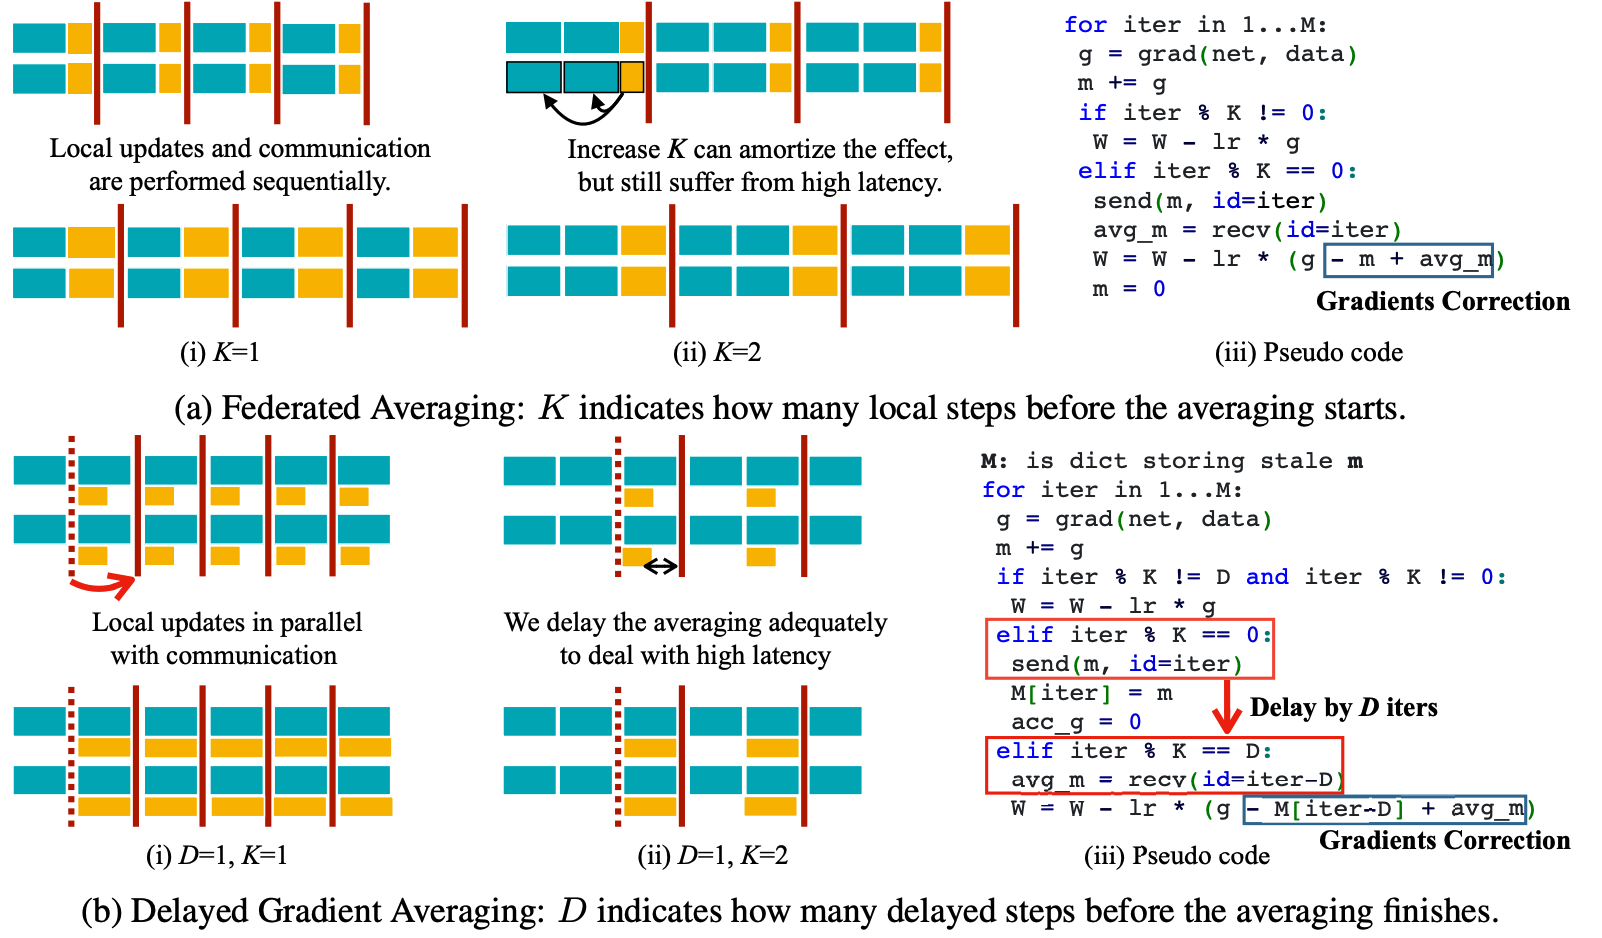 Local updates and communication
are performed sequentially.
(i) K=1
Increase K can amortize the effect,
but still suffer from high latency.
(ii) K=2
for iter in 1...M:
g = grad(net, data)
m += g
if iter % K != 0:
W = W - lr * g
elif iter % K == 0:
send(m, id=iter)
avg_m = recv(id=iter)
W = W - lr * (g - m + avg_m)
m = 0
Gradients Correction
(iii) Pseudo code
(a) Federated Averaging: K indicates how many local steps before the averaging starts.
Local updates in parallel
with communication
(i) D=1, K=1
We delay the averaging adequately
to deal with high latency
(ii) D=1, K=2
M: is dict storing stale m
for iter in 1...M:
g = grad(net, data)
m += g
if iter % K != D and iter % K != 0:
W = W - lr * g
elif iter % K == 0:
send(m, id=iter)
M[iter] = m
acc_g = 0
Delay by D iters
elif iter % K == D:
avg_m = recv(id=iter-D)
W = W - lr * (g - M[iter-D] + avg_m)
Gradients Correction
(iii) Pseudo code
(b) Delayed Gradient Averaging: D indicates how many delayed steps before the averaging finishes.